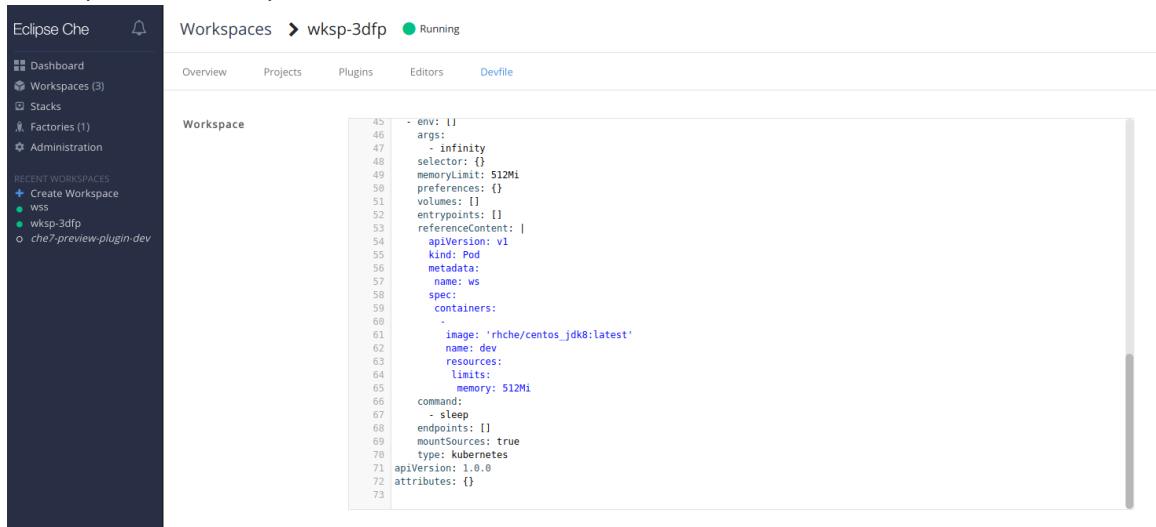 Eclipse Che
Workspaces > wksp-3dfp Running
Dashboard
Workspaces (3)
Stacks
Factories (1)
Administration
RECENT WORKSPACES
+ Create Workspace
wss
wksp-3dfp
che7-preview-plugin-dev
Overview Projects Plugins Editors Devfile
Workspace
45 - env: []
46 args:
47 - infinity
48 selector: {}
49 memoryLimit: 512Mi
50 preferences: {}
51 volumes: []
52 entrypoints: []
53 referenceContent: |
54 apiVersion: v1
55 kind: Pod
56 metadata:
57 name: ws
58 spec:
59 containers:
60 -
61 image: 'rhche/centos_jdk8:latest'
62 name: dev
63 resources:
64 limits:
65 memory: 512Mi
66 command:
67 - sleep
68 endpoints: []
69 mountSources: true
70 type: kubernetes
71 apiVersion: 1.0.0
72 attributes: {}
73